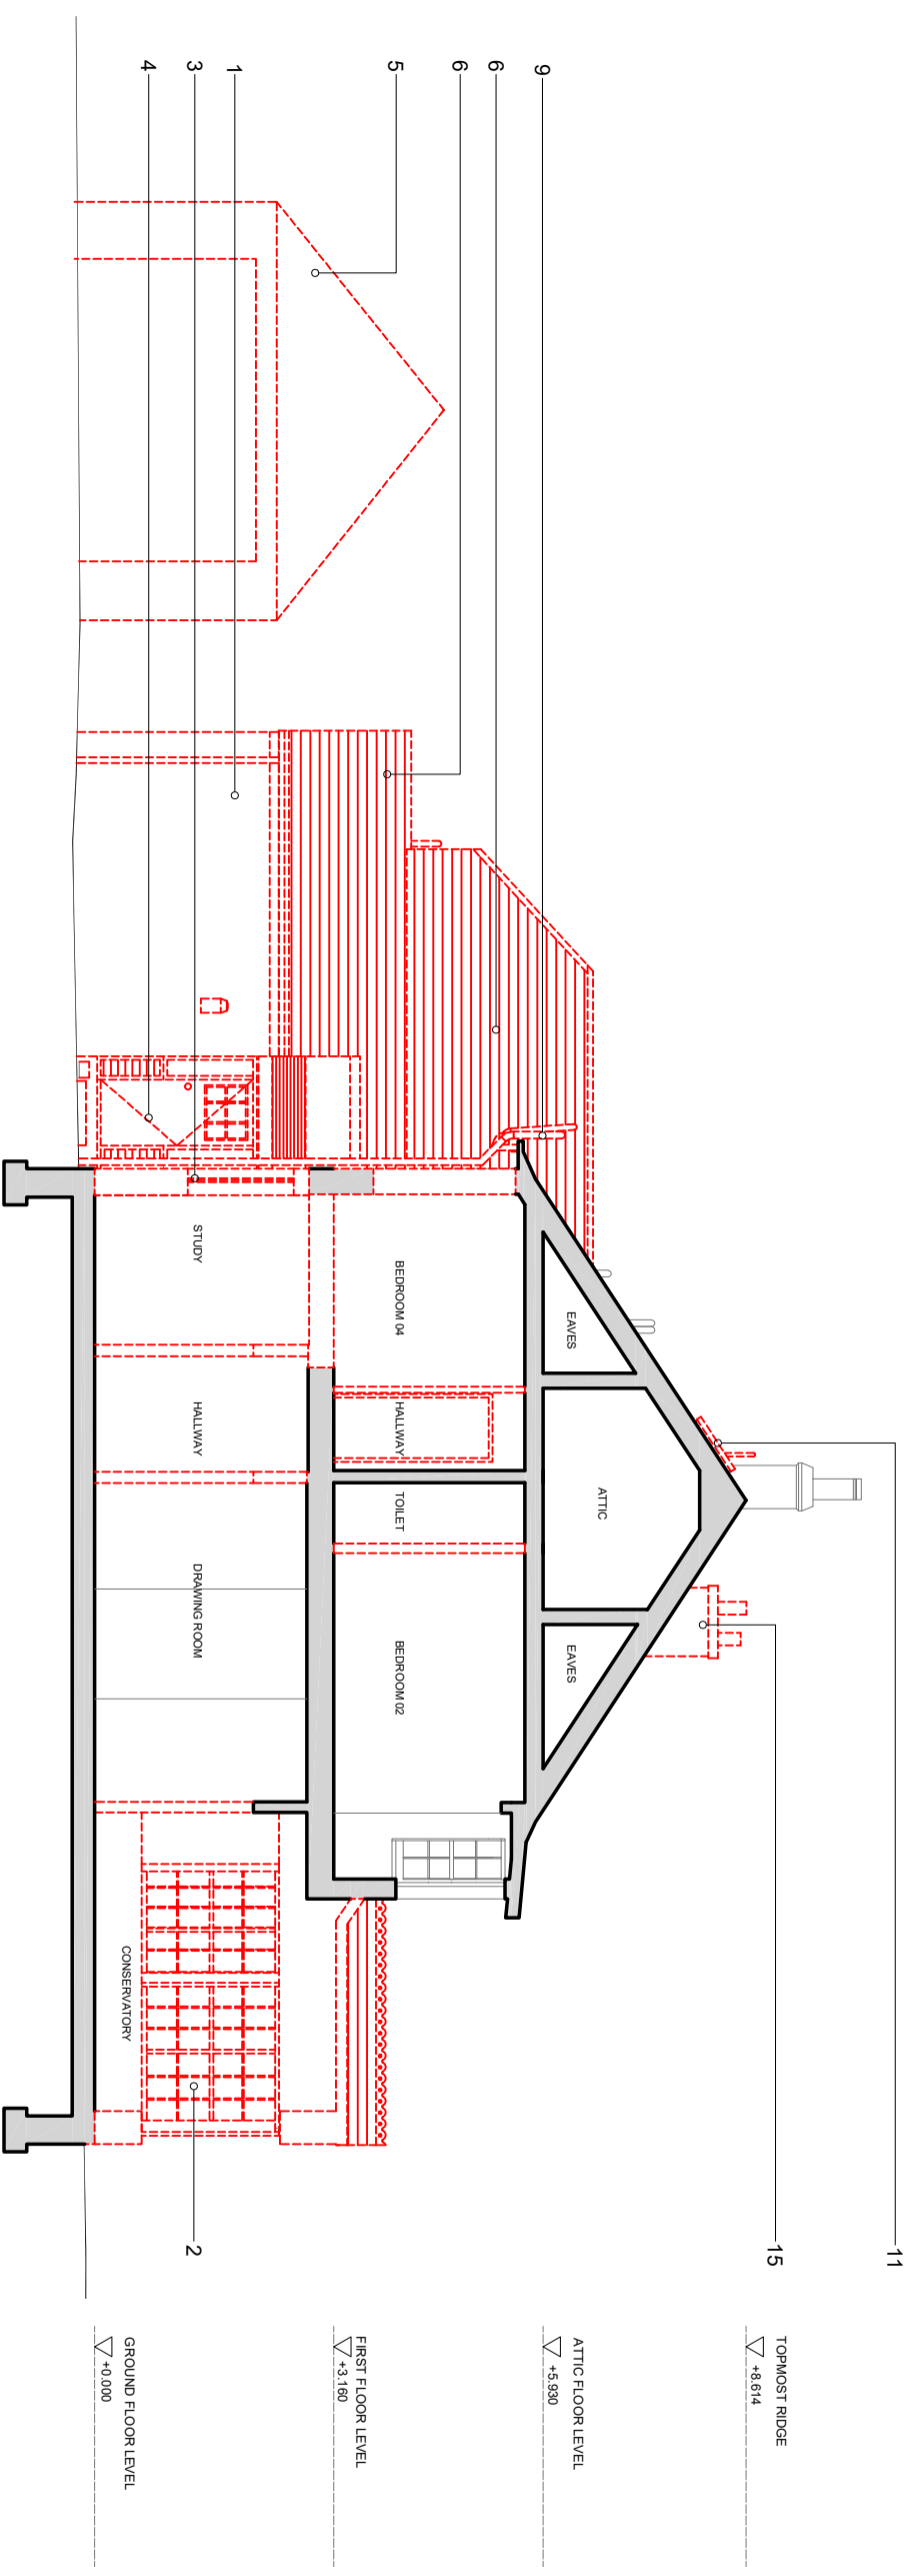 11
15
9
6
6
5
1
3
4
2
TOPMOST RIDGE
+8.614
ATTIC FLOOR LEVEL
+5.930
FIRST FLOOR LEVEL
+3.160
GROUND FLOOR LEVEL
+0.000
EAVES
ATTIC
EAVES
BEDROOM 04
HALLWAY
TOILET
BEDROOM 02
STUDY
HALLWAY
DRAWING ROOM
CONSERVATORY